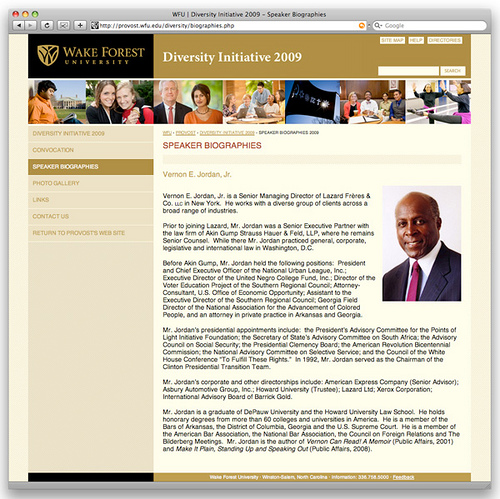 WFU | Diversity Initiative 2009 – Speaker Biographies
http://provost.wfu.edu/diversity/biographies.php
Google
SITE MAP HELP DIRECTORIES
WAKE FOREST
UNIVERSITY
Diversity Initiative 2009
SEARCH
DIVERSITY INITIATIVE 2009
CONVOCATION
SPEAKER BIOGRAPHIES
PHOTO GALLERY
LINKS
CONTACT US
RETURN TO PROVOST'S WEB SITE
WFU › PROVOST › DIVERSITY INITIATIVE 2009 › SPEAKER BIOGRAPHIES 2009
SPEAKER BIOGRAPHIES
Vernon E. Jordan, Jr.
Vernon E. Jordan, Jr. is a Senior Managing Director of Lazard Frères &
Co. LLC in New York. He works with a diverse group of clients across a
broad range of industries.
Prior to joining Lazard, Mr. Jordan was a Senior Executive Partner with
the law firm of Akin Gump Strauss Hauer & Feld, LLP, where he remains
Senior Counsel. While there Mr. Jordan practiced general, corporate,
legislative and international law in Washington, D.C.
Before Akin Gump, Mr. Jordan held the following positions: President
and Chief Executive Officer of the National Urban League, Inc.;
Executive Director of the United Negro College Fund, Inc.; Director of the
Voter Education Project of the Southern Regional Council; Attorney-
Consultant, U.S. Office of Economic Opportunity; Assistant to the
Executive Director of the Southern Regional Council; Georgia Field
Director of the National Association for the Advancement of Colored
People, and an attorney in private practice in Arkansas and Georgia.
Mr. Jordan's presidential appointments include: the President's Advisory Committee for the Points of
Light Initiative Foundation; the Secretary of State's Advisory Committee on South Africa; the Advisory
Council on Social Security; the Presidential Clemency Board; the American Revolution Bicentennial
Commission; the National Advisory Committee on Selective Service; and the Council of the White
House Conference "To Fulfill These Rights." In 1992, Mr. Jordan served as the Chairman of the
Clinton Presidential Transition Team.
Mr. Jordan's corporate and other directorships include: American Express Company (Senior Advisor);
Asbury Automotive Group, Inc.; Howard University (Trustee); Lazard Ltd; Xerox Corporation;
International Advisory Board of Barrick Gold.
Mr. Jordan is a graduate of DePauw University and the Howard University Law School. He holds
honorary degrees from more than 60 colleges and universities in America. He is a member of the
Bars of Arkansas, the District of Columbia, Georgia and the U.S. Supreme Court. He is a member of
the American Bar Association, the National Bar Association, the Council on Foreign Relations and The
Bilderberg Meetings. Mr. Jordan is the author of Vernon Can Read! A Memoir (Public Affairs, 2001)
and Make It Plain, Standing Up and Speaking Out (Public Affairs, 2008).
Wake Forest University · Winston-Salem, North Carolina | Information: 336.758.5000 · Feedback